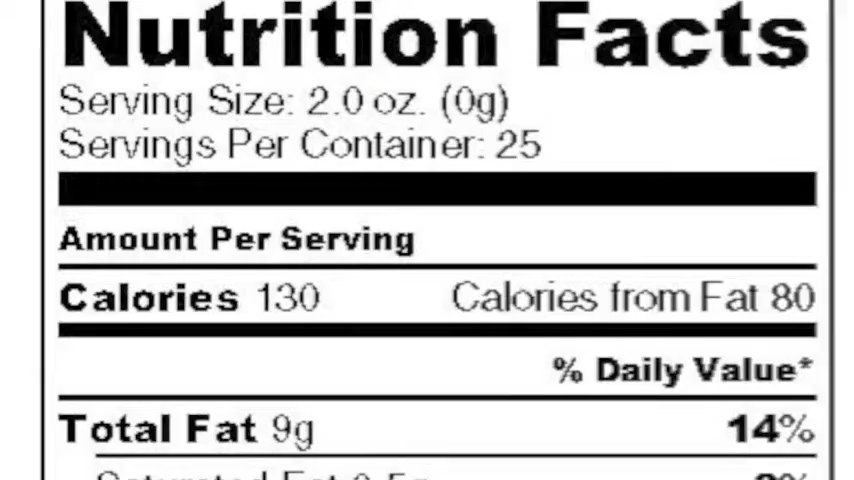 Nutrition Facts
Serving Size: 2.0 oz. (0g)
Servings Per Container: 25
Amount Per Serving
Calories 130 Calories from Fat 80
% Daily Value*
Total Fat 9g 14%